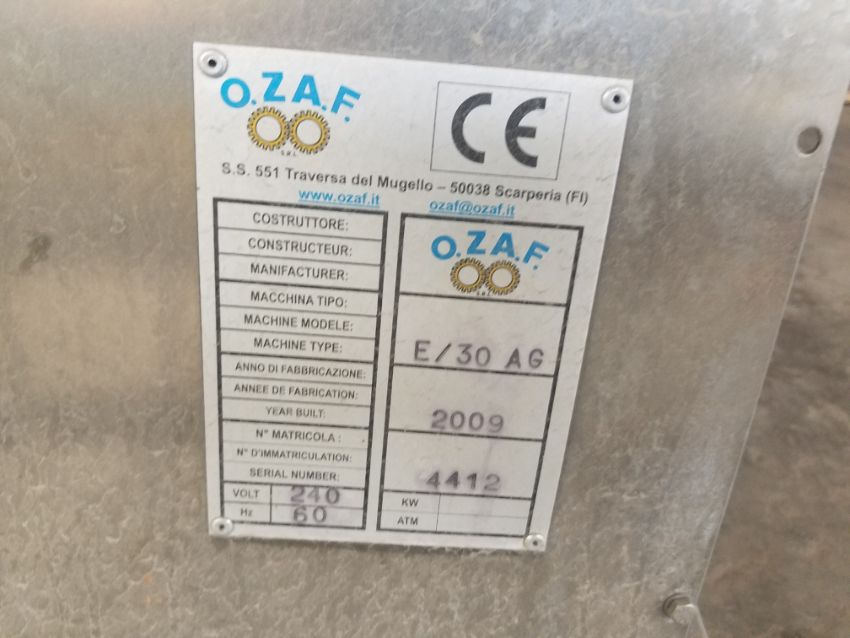 O.Z.A.F.
S.R.L.
CE
S.S. 551 Traversa del Mugello – 50038 Scarperia (FI)
www.ozaf.it ozaf@ozaf.it
COSTRUTTORE:
CONSTRUCTEUR:
MANIFACTURER:
O.Z.A.F.
S.R.L.
MACCHINA TIPO:
MACHINE MODELE:
MACHINE TYPE: E/30 AG
ANNO DI FABBRICAZIONE:
ANNEE DE FABRICATION:
YEAR BUILT: 2009
N° MATRICOLA :
N° D'IMMATRICULATION:
SERIAL NUMBER: 4412
VOLT 240 KW
Hz 60 ATM